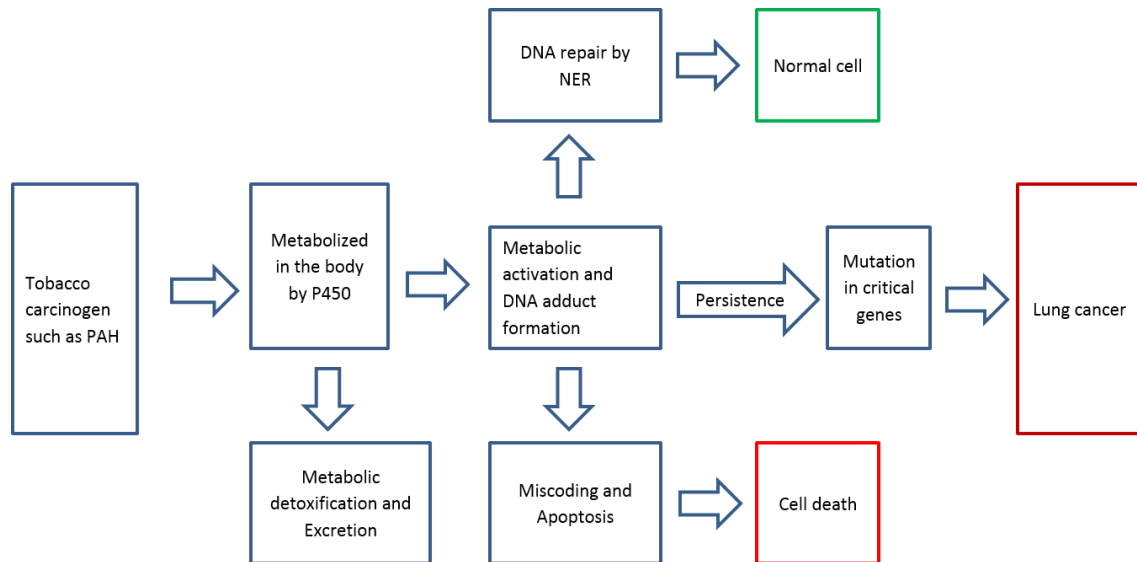 DNA repair by
NER
Normal cell
Tobacco
carcinogen
such as PAH
Metabolized
in the body
by P450
Metabolic
activation and
DNA adduct
formation
Persistence
Mutation
in critical
genes
Lung cancer
Metabolic
detoxification and
Excretion
Miscoding and
Apoptosis
Cell death